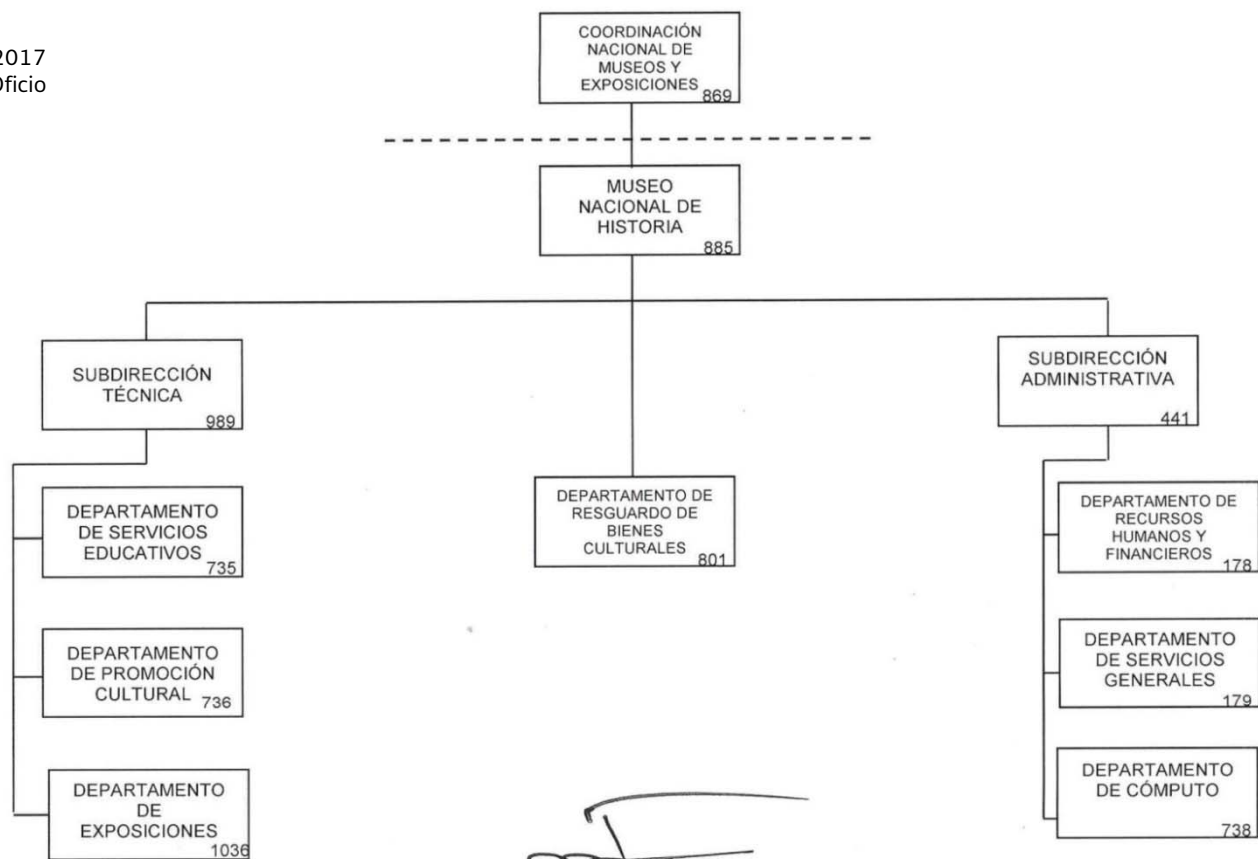 2017
Oficio
COORDINACIÓN
NACIONAL DE
MUSEOS Y
EXPOSICIONES
869
MUSEO
NACIONAL DE
HISTORIA
885
SUBDIRECCIÓN
TÉCNICA
989
SUBDIRECCIÓN
ADMINISTRATIVA
441
DEPARTAMENTO
DE SERVICIOS
EDUCATIVOS
735
DEPARTAMENTO DE
RESGUARDO DE
BIENES
CULTURALES
801
DEPARTAMENTO DE
RECURSOS
HUMANOS Y
FINANCIEROS
178
DEPARTAMENTO
DE PROMOCIÓN
CULTURAL
736
DEPARTAMENTO
DE SERVICIOS
GENERALES
179
DEPARTAMENTO
DE
EXPOSICIONES
1036
DEPARTAMENTO
DE CÓMPUTO
738